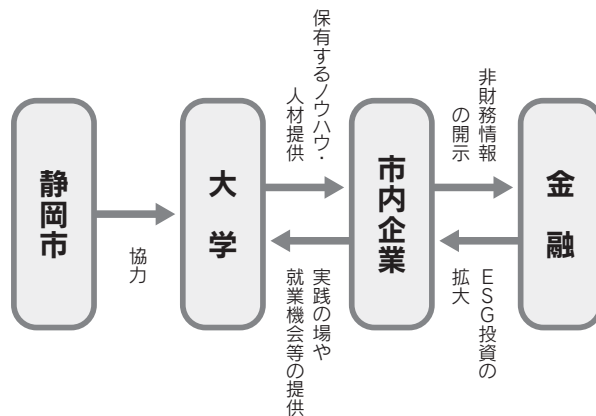 静岡市
協力
大学
保有するノウハウ・
人材提供
実践の場や
就業機会等の提供
市内企業
非財務情報
の開示
ESG投資の
拡大
金融